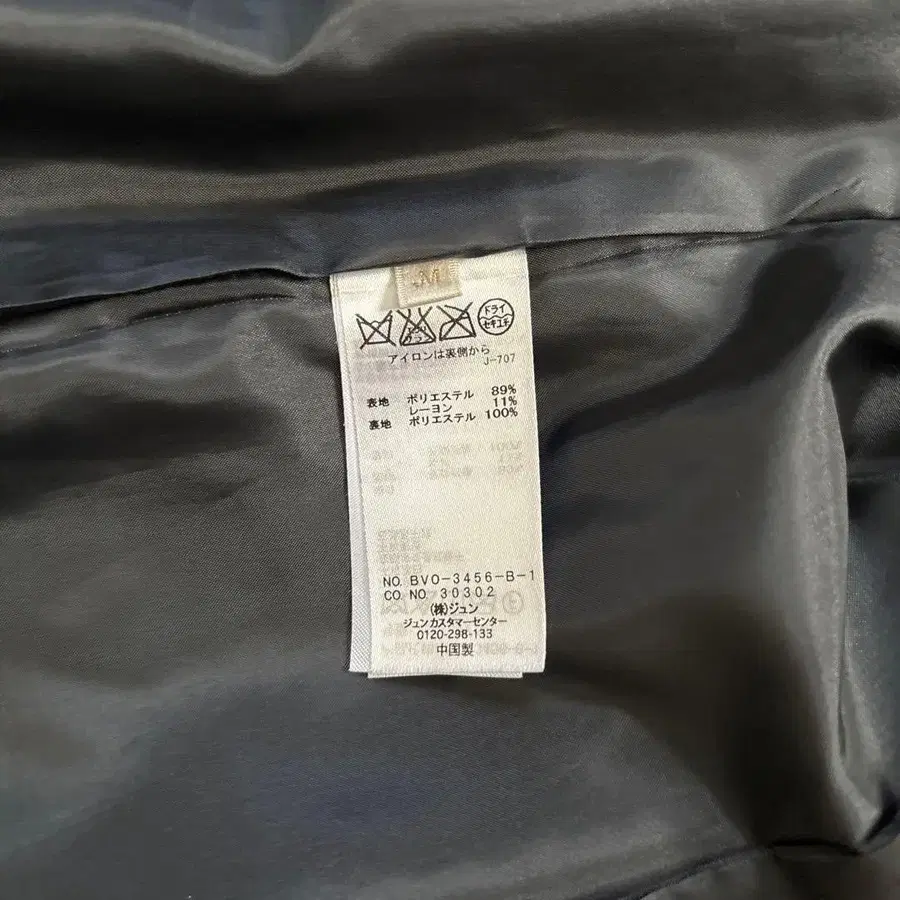 M
ドライ
セキユキ
アイロンは裏側から
J-707
表地 ポリエステル 89%
レーヨン 11%
裏地 ポリエステル 100%
NO. BVO-3456-B-1
CO. NO 30302
(株)ジュン
ジュンカスタマーセンター
0120-298-133
中国製